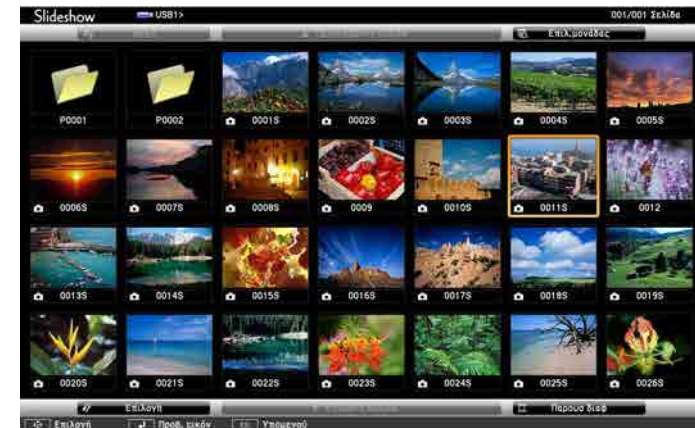 Slideshow USB1> 001/001 Σελίδα
Επιλ.μονάδας
P0001 P0002 0001S 0002S 0003S 0004S 0005S
0006S 0007S 0008S 0009 0010S 0011S 0012
0013S 0014S 0015S 0016S 0017S 0018S 0019S
0020S 0021S 0022S 0023S 0024S 0025S 0026S
Επιλογή Παρουσ διαφ
Επιλογή Προβ. εικόν